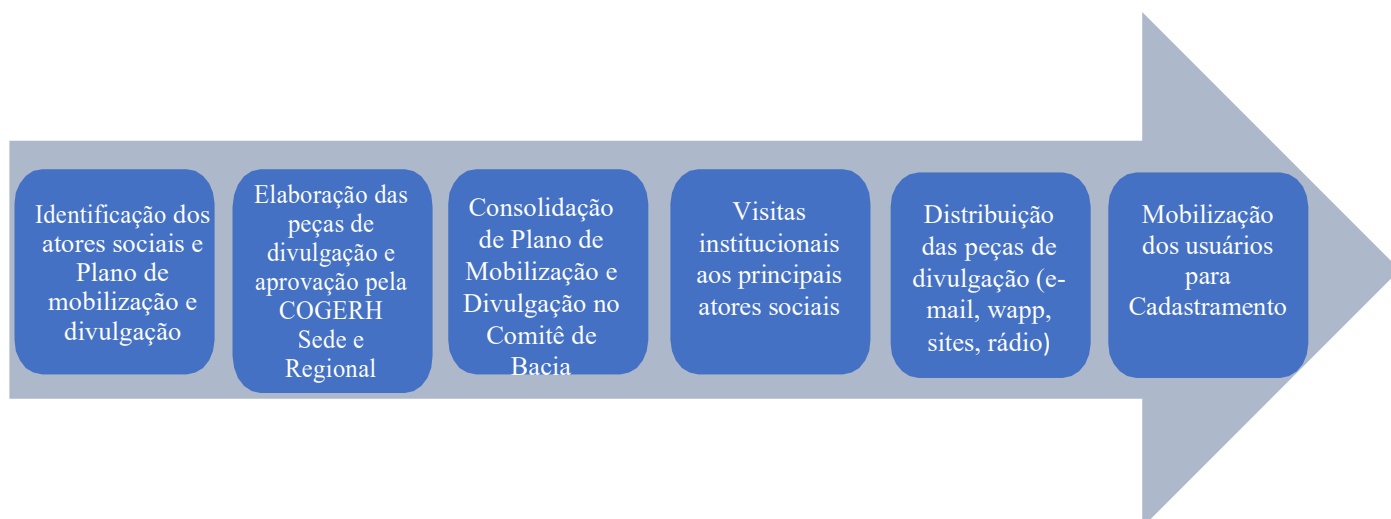 Identificação dos
atores sociais e
Plano de
mobilização e
divulgação
Elaboração das
peças de
divulgação e
aprovação pela
COGERH
Sede e
Regional
Consolidação
de Plano de
Mobilização e
Divulgação no
Comitê de
Bacia
Visitas
institucionais
aos principais
atores sociais
Distribuição
das peças de
divulgação (e-
mail, wapp,
sites, rádio)
Mobilização
dos usuários
para
Cadastramento